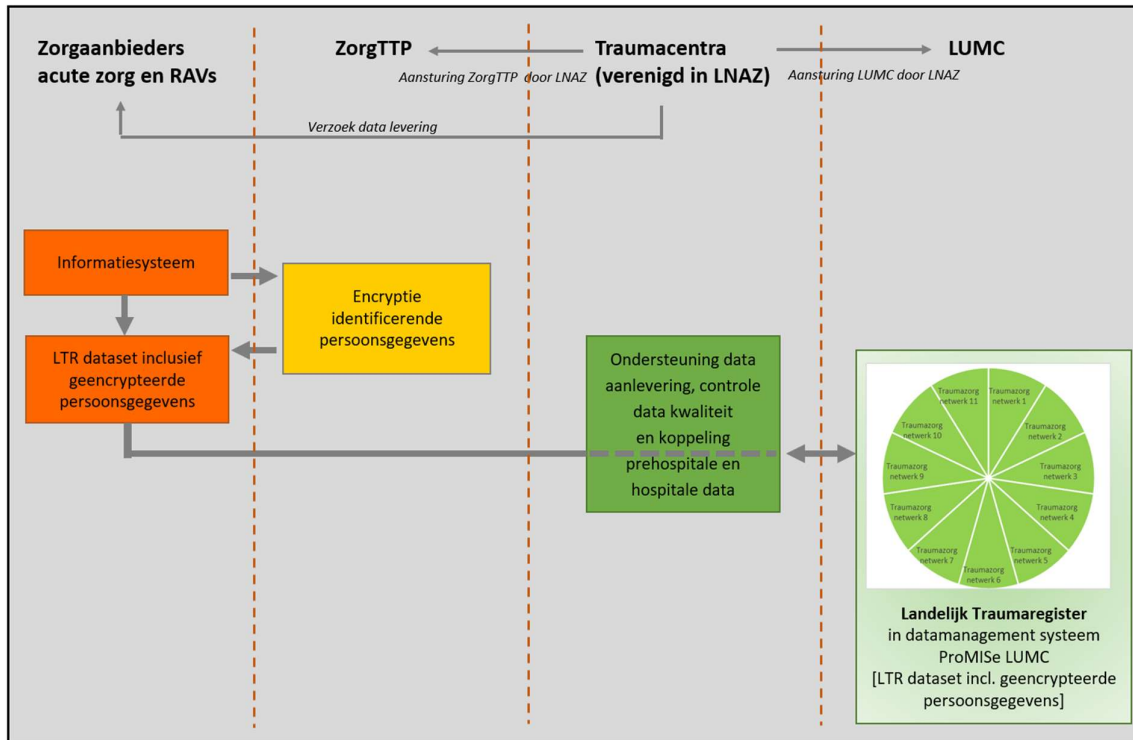 Zorgaanbieders
acute zorg en RAVs
ZorgTTP
Traumacentra
(verenigd in LNAZ)
LUMC
Aansturing ZorgTTP door LNAZ
Aansturing LUMC door LNAZ
Verzoek data levering
Informatiesysteem
Encryptie
identificerende
persoonsgegevens
LTR dataset inclusief
geencrypteerde
persoonsgegevens
Ondersteuning data
aanlevering, controle
data kwaliteit
en koppeling
prehospitale en
hospitale data
Traumazorg
netwerk 11
Traumazorg
netwerk 1
Traumazorg
netwerk 10
Traumazorg
netwerk 2
Traumazorg
netwerk 9
Traumazorg
netwerk 3
Traumazorg
netwerk 8
Traumazorg
netwerk 4
Traumazorg
netwerk 7
Traumazorg
netwerk 5
Traumazorg
netwerk 6
Landelijk Traumaregister
in datamanagement systeem
ProMISe LUMC
[LTR dataset incl. geencrypteerde
persoonsgegevens]